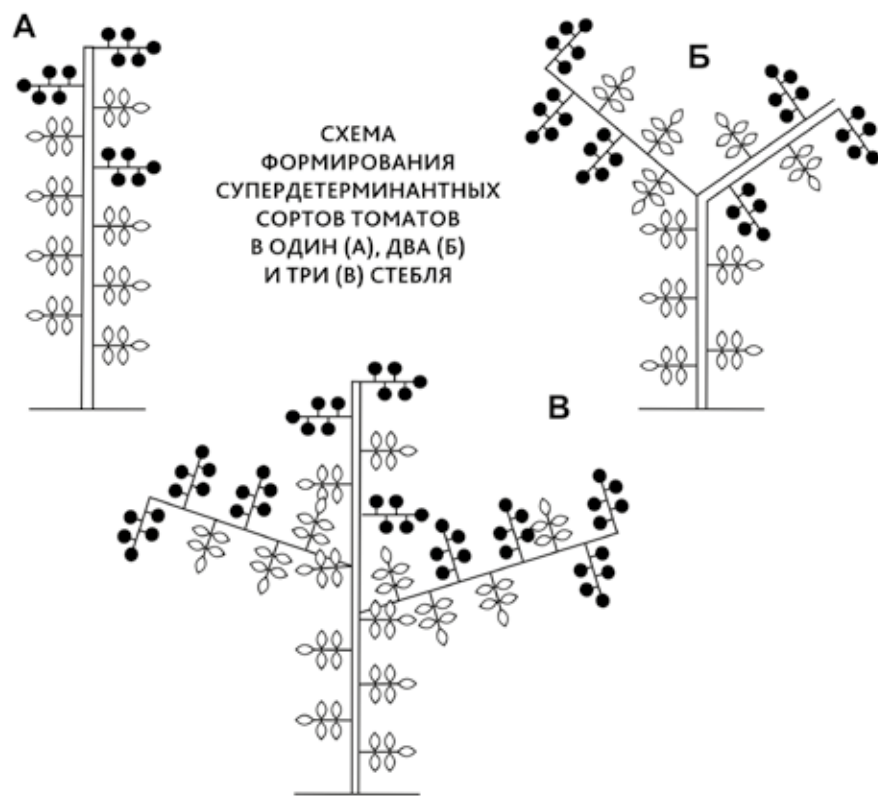 А
Б
СХЕМА
ФОРМИРОВАНИЯ
СУПЕРДЕТЕРМИНАНТНЫХ
СОРТОВ ТОМАТОВ
В ОДИН (А), ДВА (Б)
И ТРИ (В) СТЕБЛЯ
В